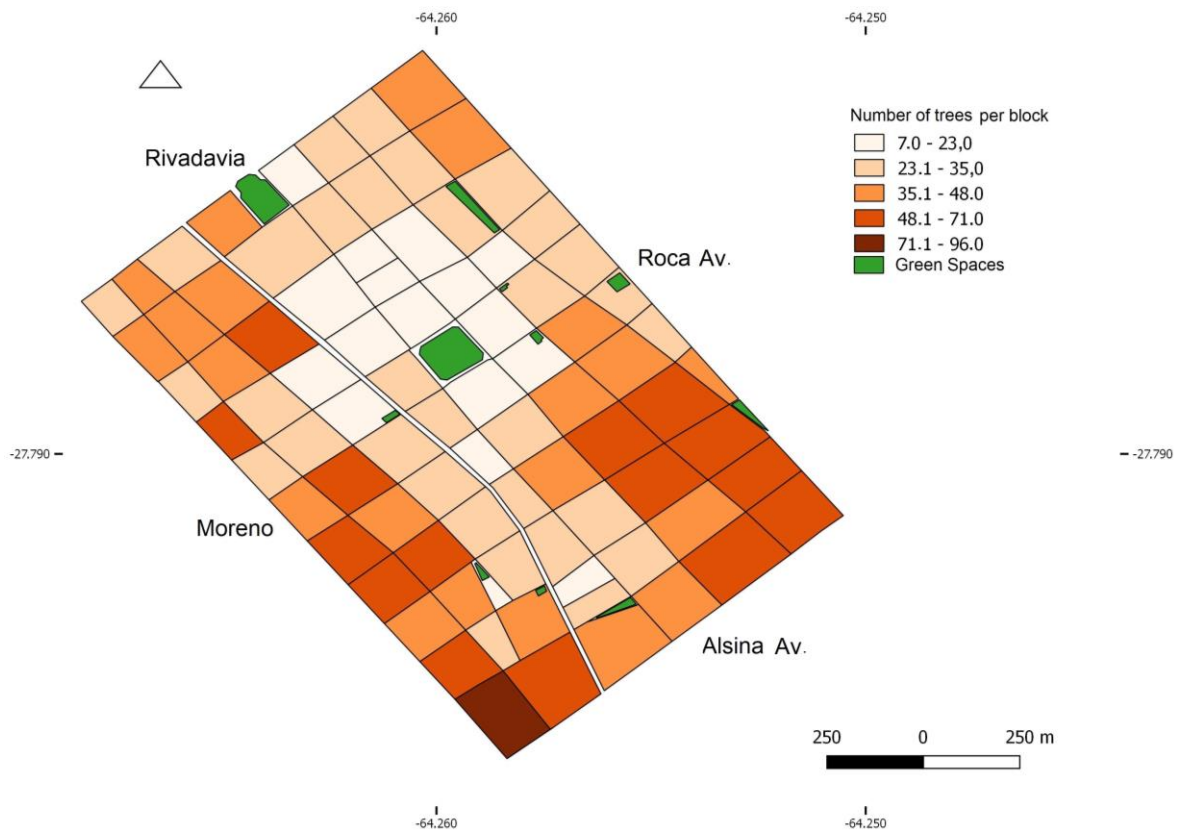 -64.260
-64.250
Number of trees per block
7.0 - 23,0
23.1 - 35,0
35.1 - 48.0
48.1 - 71.0
71.1 - 96.0
Green Spaces
Rivadavia
Roca Av.
-27.790
-27.790
Moreno
Alsina Av.
250
0
250 m
-64.260
-64.250